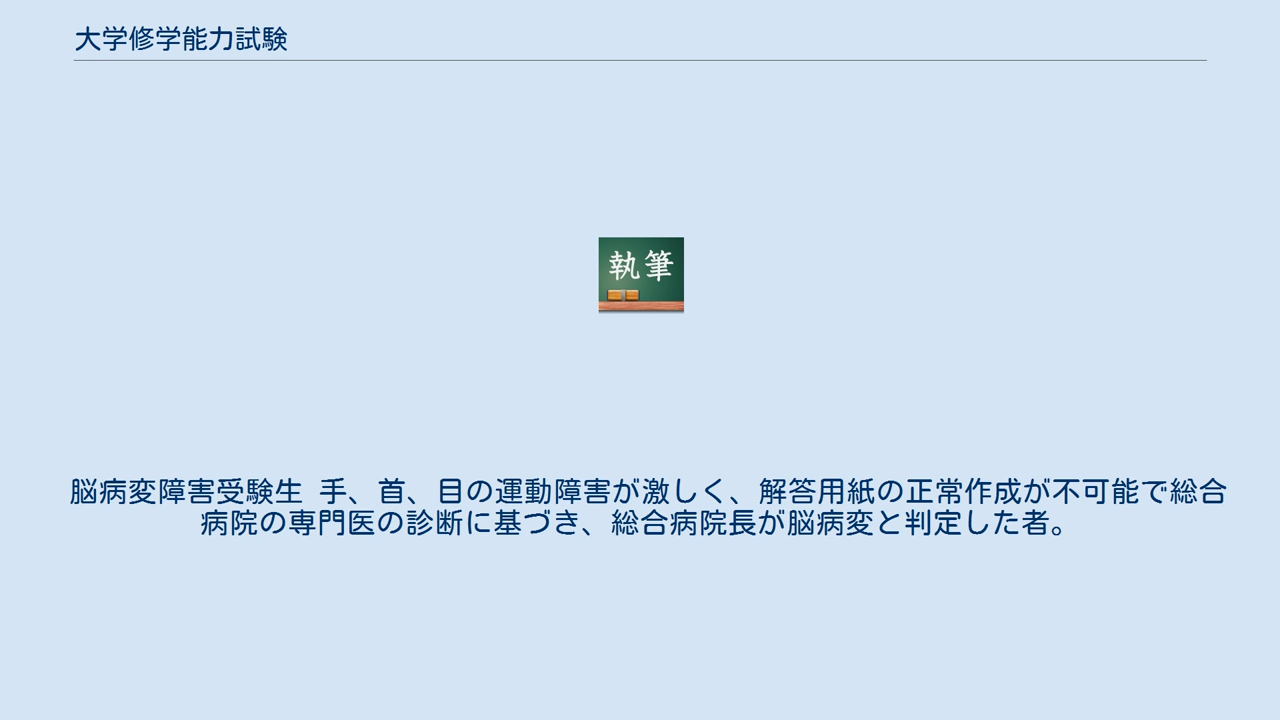 大学修学能力試験
執筆
脳病変障害受験生 手、首、目の運動障害が激しく、解答用紙の正常作成が不可能で総合
病院の専門医の診断に基づき、総合病院長が脳病変と判定した者。